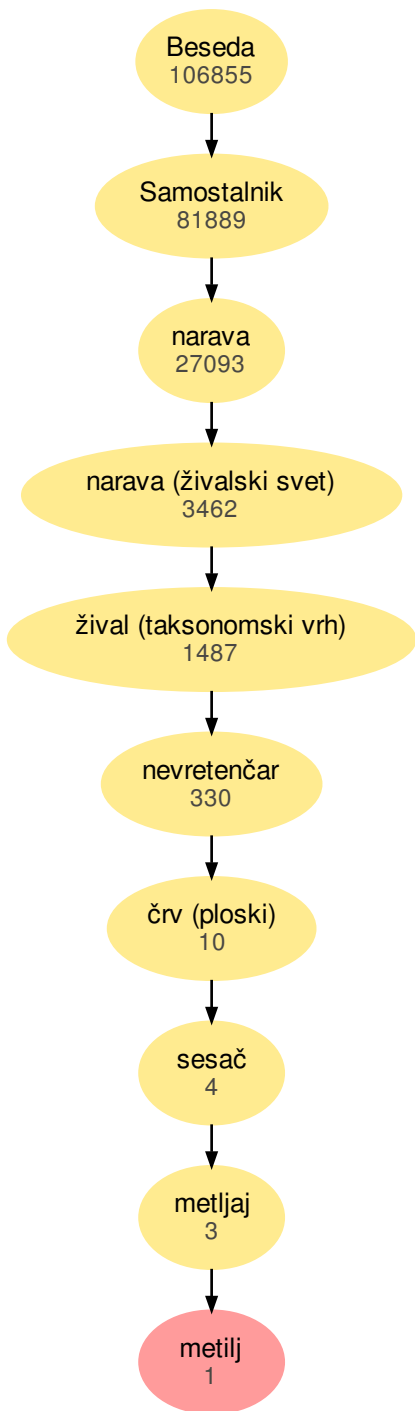 Beseda
106855
Samostalnik
81889
narava
27093
narava (živalski svet)
3462
žival (taksonomski vrh)
1487
nevretenčar
330
črv (ploski)
10
sesač
4
metljaj
3
metilj
1